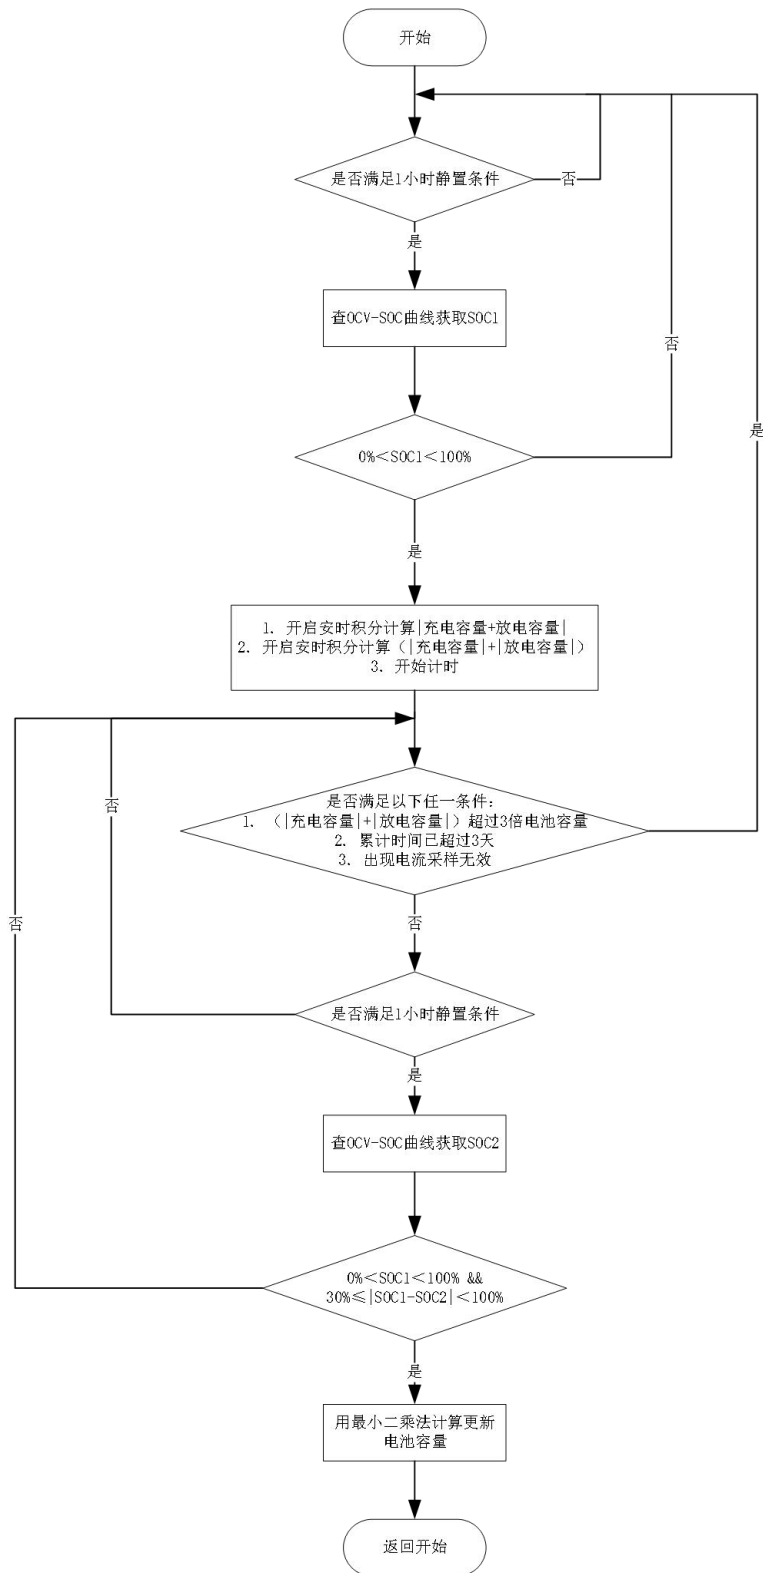 开始
是否满足1小时静置条件
否
是
查OCV-SOC曲线获取SOC1
否
0%＜SOC1＜100%
是
是
1. 开启安时积分计算|充电容量+放电容量|
2. 开启安时积分计算（|充电容量|+|放电容量|）
3. 开始计时
否
是否满足以下任一条件：
1. （|充电容量|+|放电容量|）超过3倍电池容量
2. 累计时间已超过3天
3. 出现电流采样无效
否
否
是否满足1小时静置条件
是
查OCV-SOC曲线获取SOC2
0%＜SOC1＜100% &&
30%≤|SOC1-SOC2|＜100%
是
用最小二乘法计算更新
电池容量
返回开始